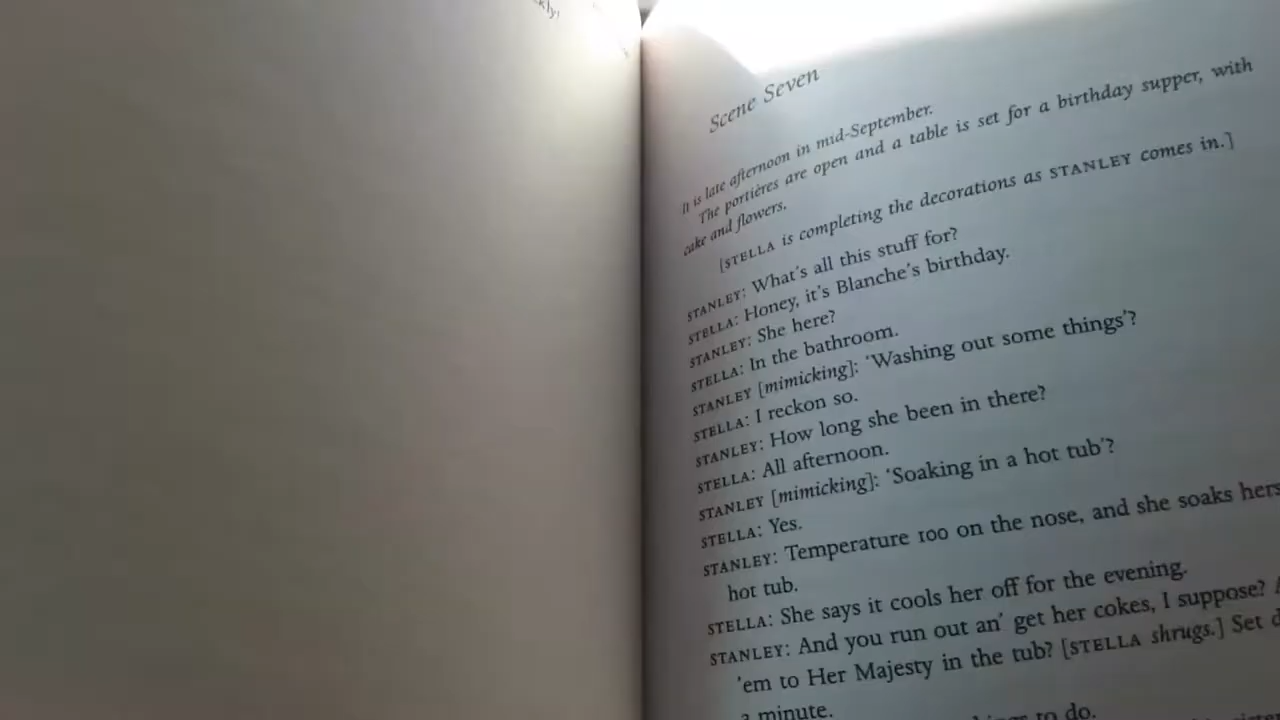 kly,
Scene Seven
It is late afternoon in mid-September.
The portières are open and a table is set for a birthday supper, with
cake and flowers.
[STELLA is completing the decorations as STANLEY comes in.]
STANLEY: What's all this stuff for?
STELLA: Honey, it's Blanche's birthday.
STANLEY: She here?
STELLA: In the bathroom.
STANLEY [mimicking]: 'Washing out some things'?
STELLA: I reckon so.
STANLEY: How long she been in there?
STELLA: All afternoon.
STANLEY [mimicking]: 'Soaking in a hot tub'?
STELLA: Yes.
STANLEY: Temperature 100 on the nose, and she soaks hers
hot tub.
STELLA: She says it cools her off for the evening.
STANLEY: And you run out an' get her cokes, I suppose?
'em to Her Majesty in the tub? [STELLA shrugs.] Set d
a minute.
to do.